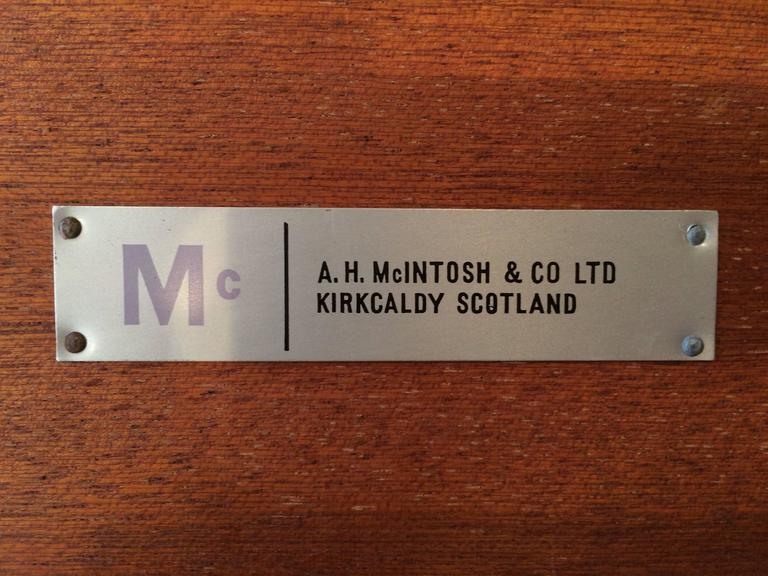 Mc
A. H. McINTOSH & CO LTD
KIRKCALDY SCOTLAND